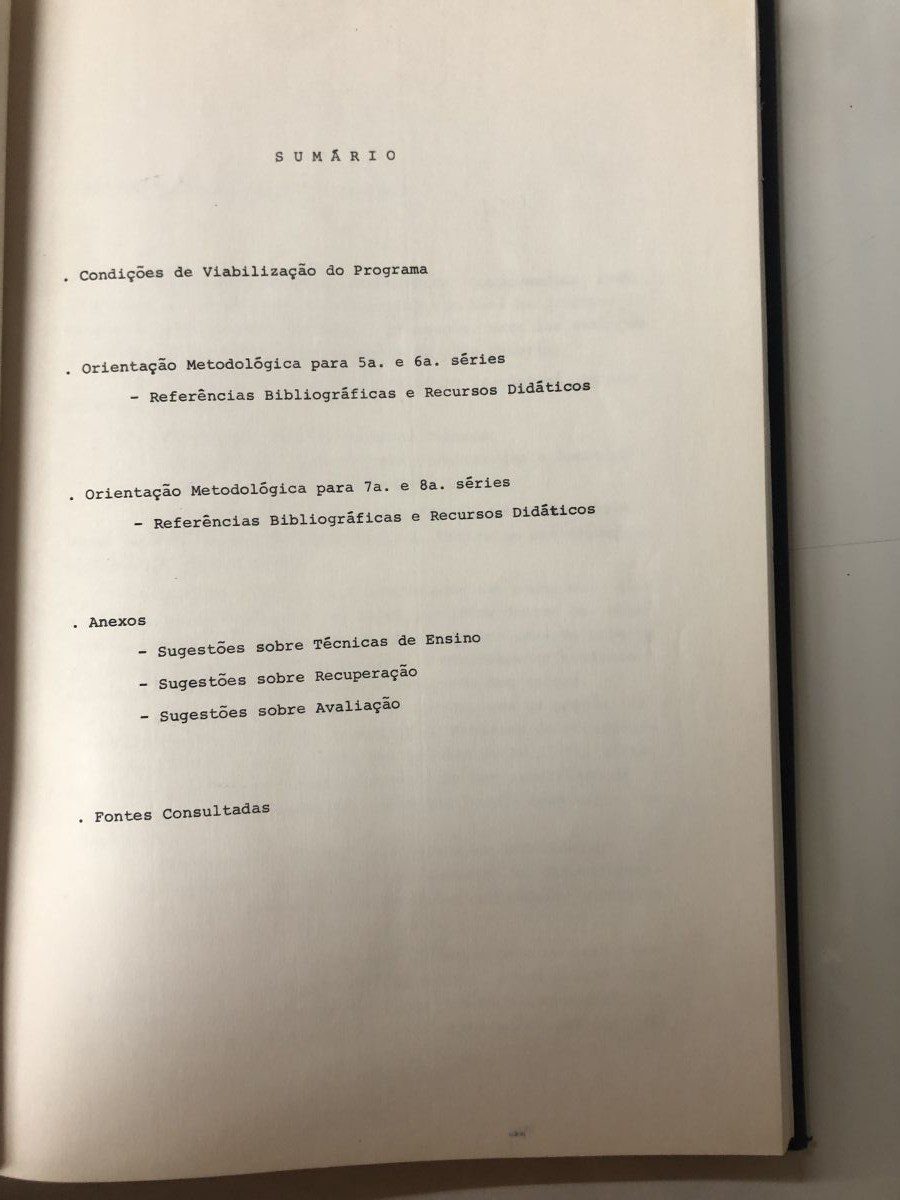 SUMÁRIO
. Condições de Viabilização do Programa
. Orientação Metodológica para 5a. e 6a. séries
- Referências Bibliográficas e Recursos Didáticos
. Orientação Metodológica para 7a. e 8a. séries
- Referências Bibliográficas e Recursos Didáticos
. Anexos
- Sugestões sobre Técnicas de Ensino
- Sugestões sobre Recuperação
- Sugestões sobre Avaliação
. Fontes Consultadas